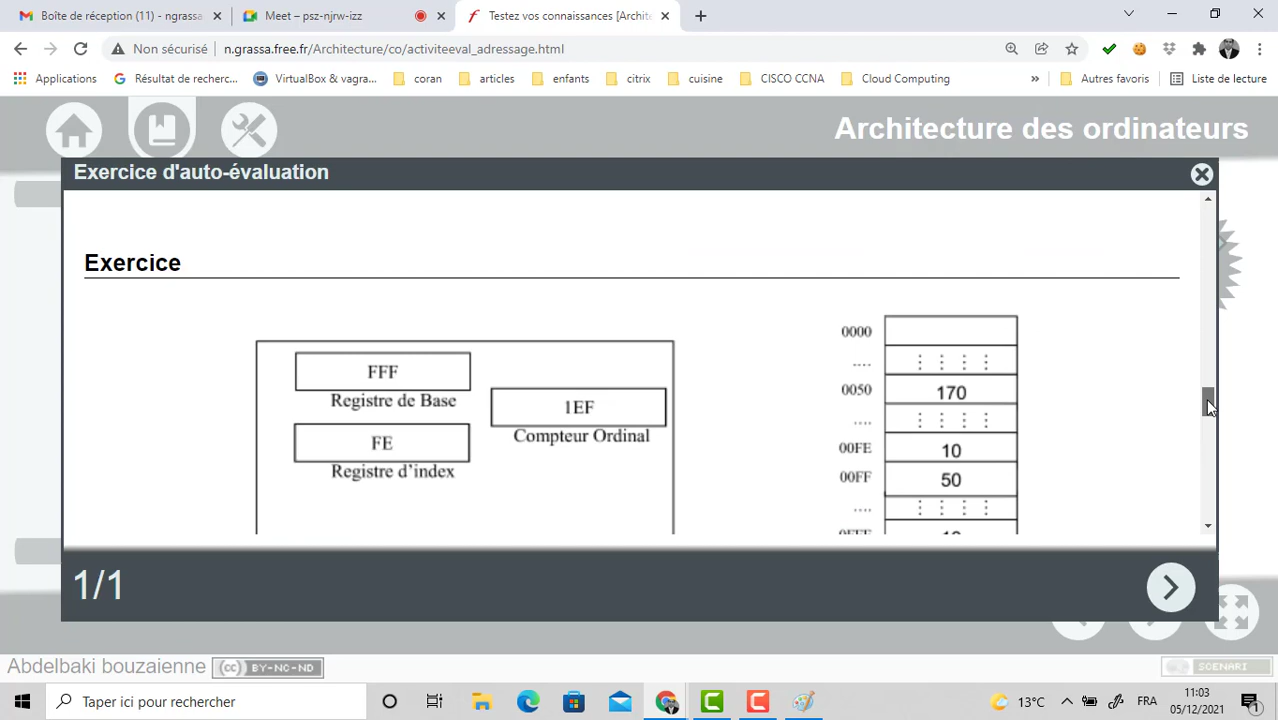 Boîte de réception (11) - ngrassa
Meet – psz-njrw-izz
Testez vos connaissances [Archit
Non sécurisé
n.grassa.free.fr/Architecture/co/activiteeval_adressage.html
Applications
Résultat de recherc...
VirtualBox & vagra...
coran
articles
enfants
citrix
cuisine
CISCO CCNA
Cloud Computing
»
Autres favoris
Liste de lecture
Architecture des ordinateurs
Exercice d'auto-évaluation
Exercice
FFF
Registre de Base
1EF
Compteur Ordinal
FE
Registre d'index
0000
....
0050 170
....
00FE 10
00FF 50
....
1/1
Abdelbaki bouzaienne
cc BY-NC-ND
SCENARI
Taper ici pour rechercher
13°C
FRA
11:03
05/12/2021
1